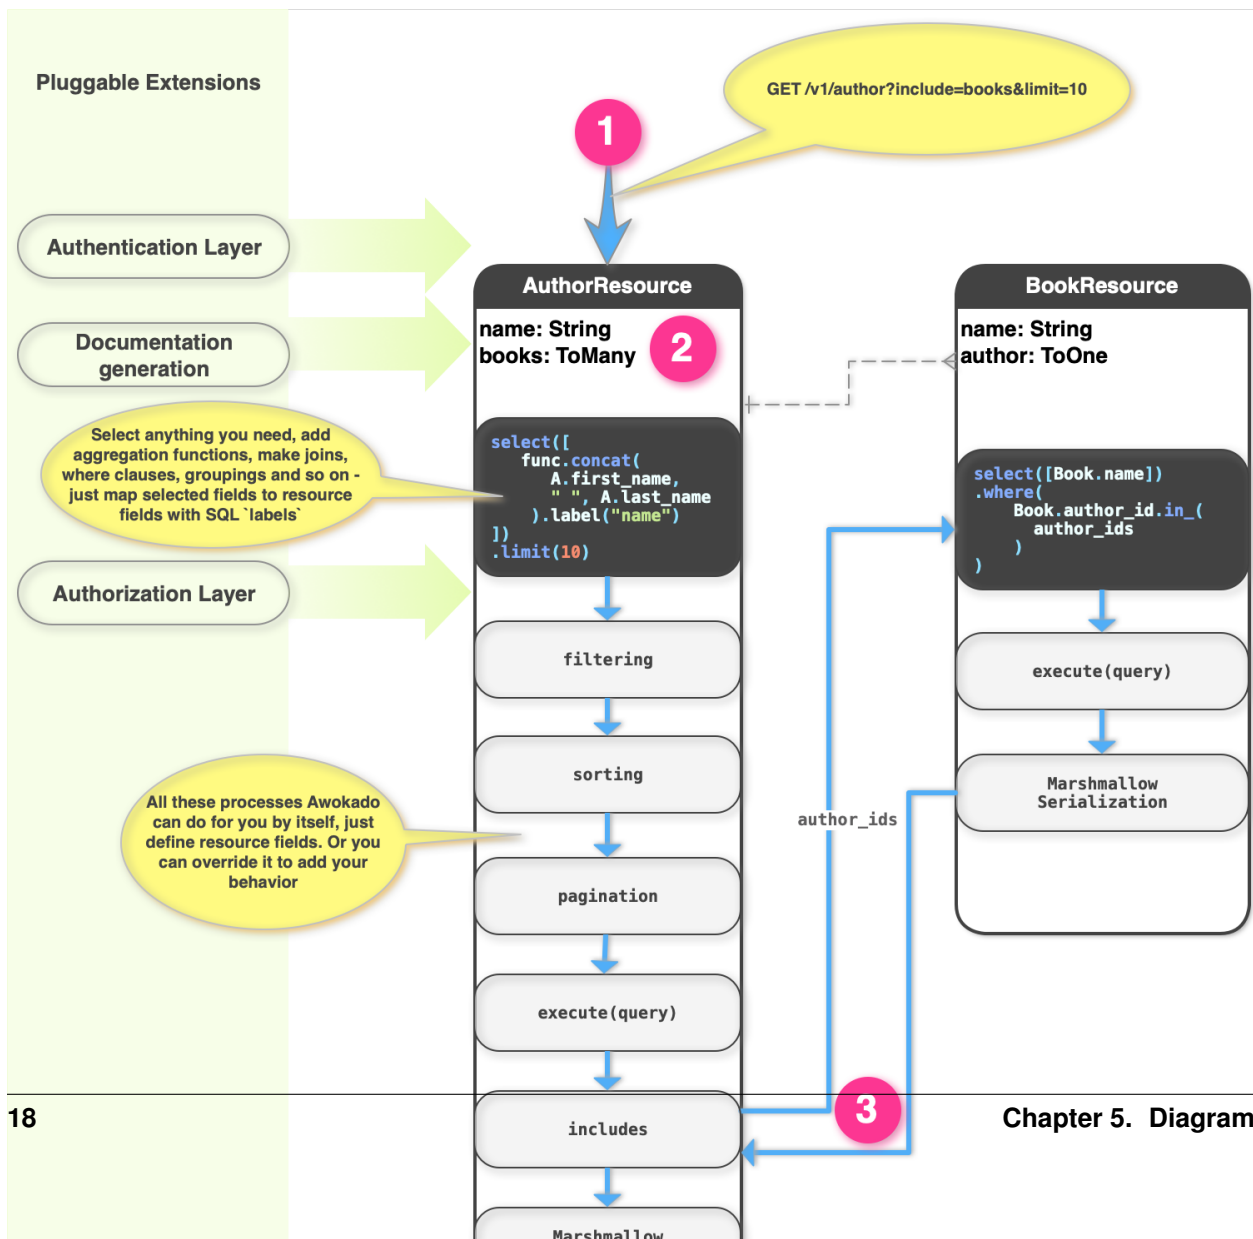 Pluggable Extensions
GET /v1/author?include=books&limit=10
1
Authentication Layer
Documentation
generation
Select anything you need, add
aggregation functions, make joins,
where clauses, groupings and so on -
just map selected fields to resource
fields with SQL `labels`
Authorization Layer
All these processes Awokado
can do for you by itself, just
define resource fields. Or you
can override it to add your
behavior
AuthorResource
name: String
books: ToMany
2
select([
func.concat(
A.first_name,
" ", A.last_name
).label("name")
])
.limit(10)
filtering
sorting
pagination
execute(query)
includes
Marshmallow
author_ids
3
BookResource
name: String
author: ToOne
select([Book.name])
.where(
Book.author_id.in_(
author_ids
)
)
execute(query)
Marshmallow
Serialization
18
Chapter 5. Diagram